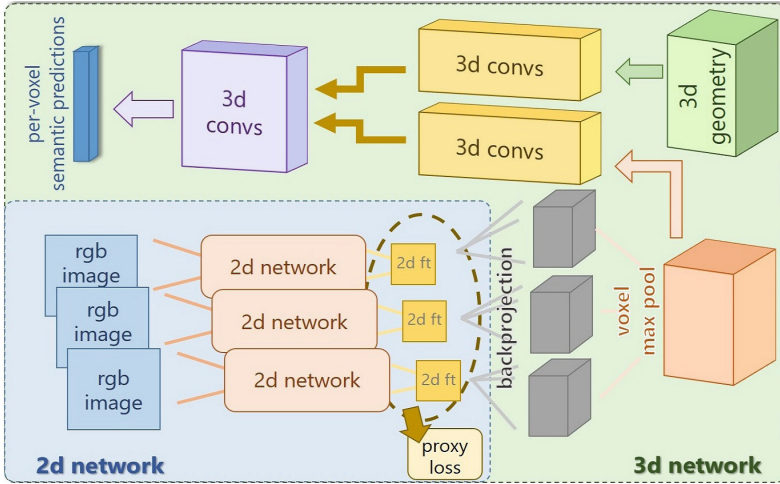 per-voxel
semantic predictions
3d
convs
3d convs
3d convs
3d
geometry
rgb
image
rgb
image
rgb
image
2d network
2d network
2d network
2d ft
2d ft
2d ft
backprojection
voxel
max pool
proxy
loss
2d network
3d network